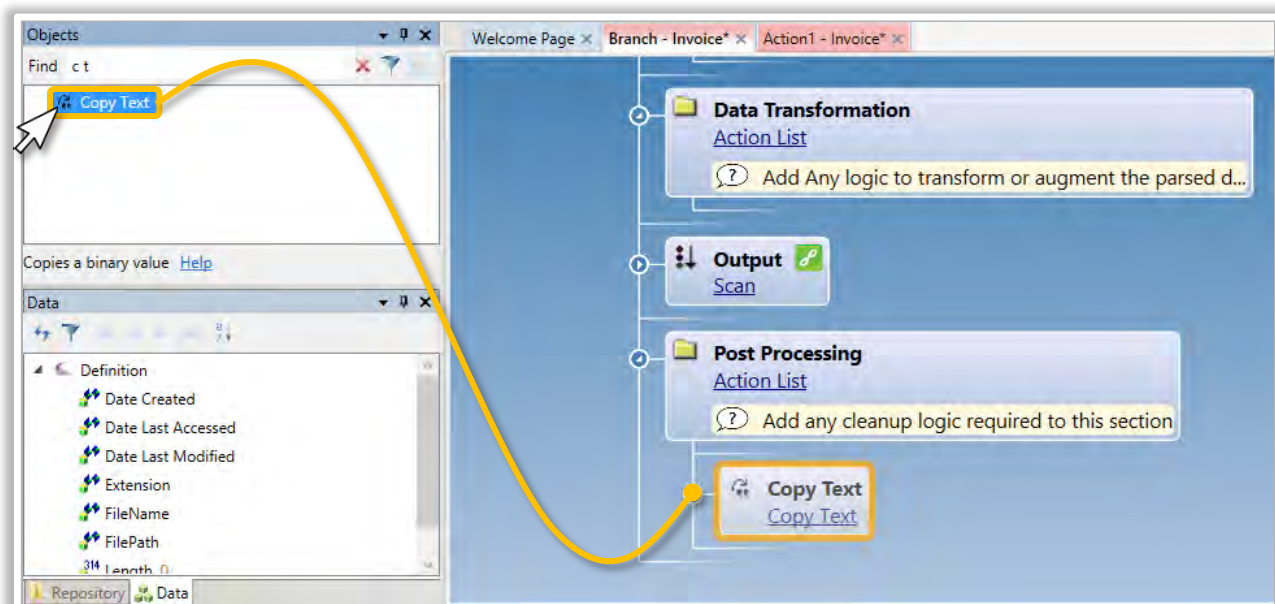 Objects
Find c t
Copy Text
Copies a binary value Help
Data
Definition
Date Created
Date Last Accessed
Date Last Modified
Extension
FileName
FilePath
314 Length 0
Repository Data
Welcome Page Branch - Invoice* Action1 - Invoice*
Data Transformation
Action List
Add Any logic to transform or augment the parsed d...
Output
Scan
Post Processing
Action List
Add any cleanup logic required to this section
Copy Text
Copy Text